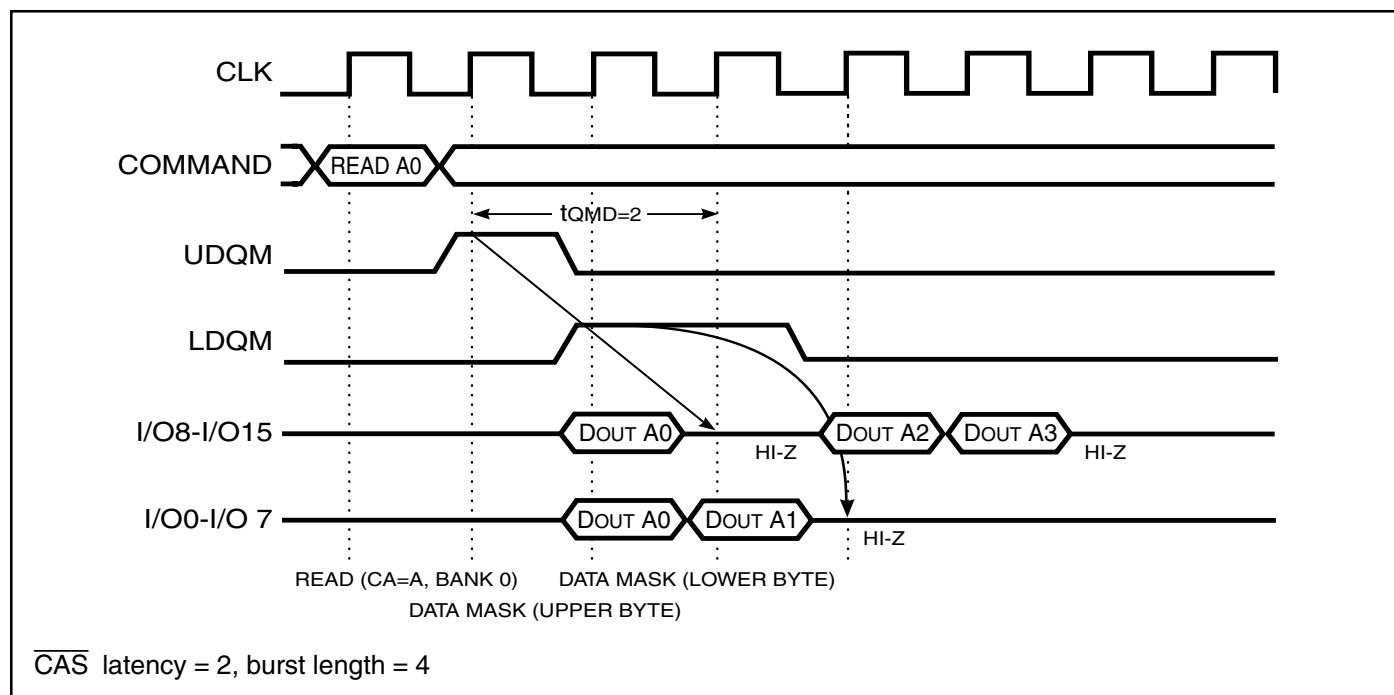 CLK
COMMAND READ A0
tQMD=2
UDQM
LDQM
I/O8-I/O15 DOUT A0 HI-Z DOUT A2 DOUT A3 HI-Z
I/O0-I/O 7 DOUT A0 DOUT A1 HI-Z
READ (CA=A, BANK 0) DATA MASK (LOWER BYTE)
DATA MASK (UPPER BYTE)
CAS latency = 2, burst length = 4